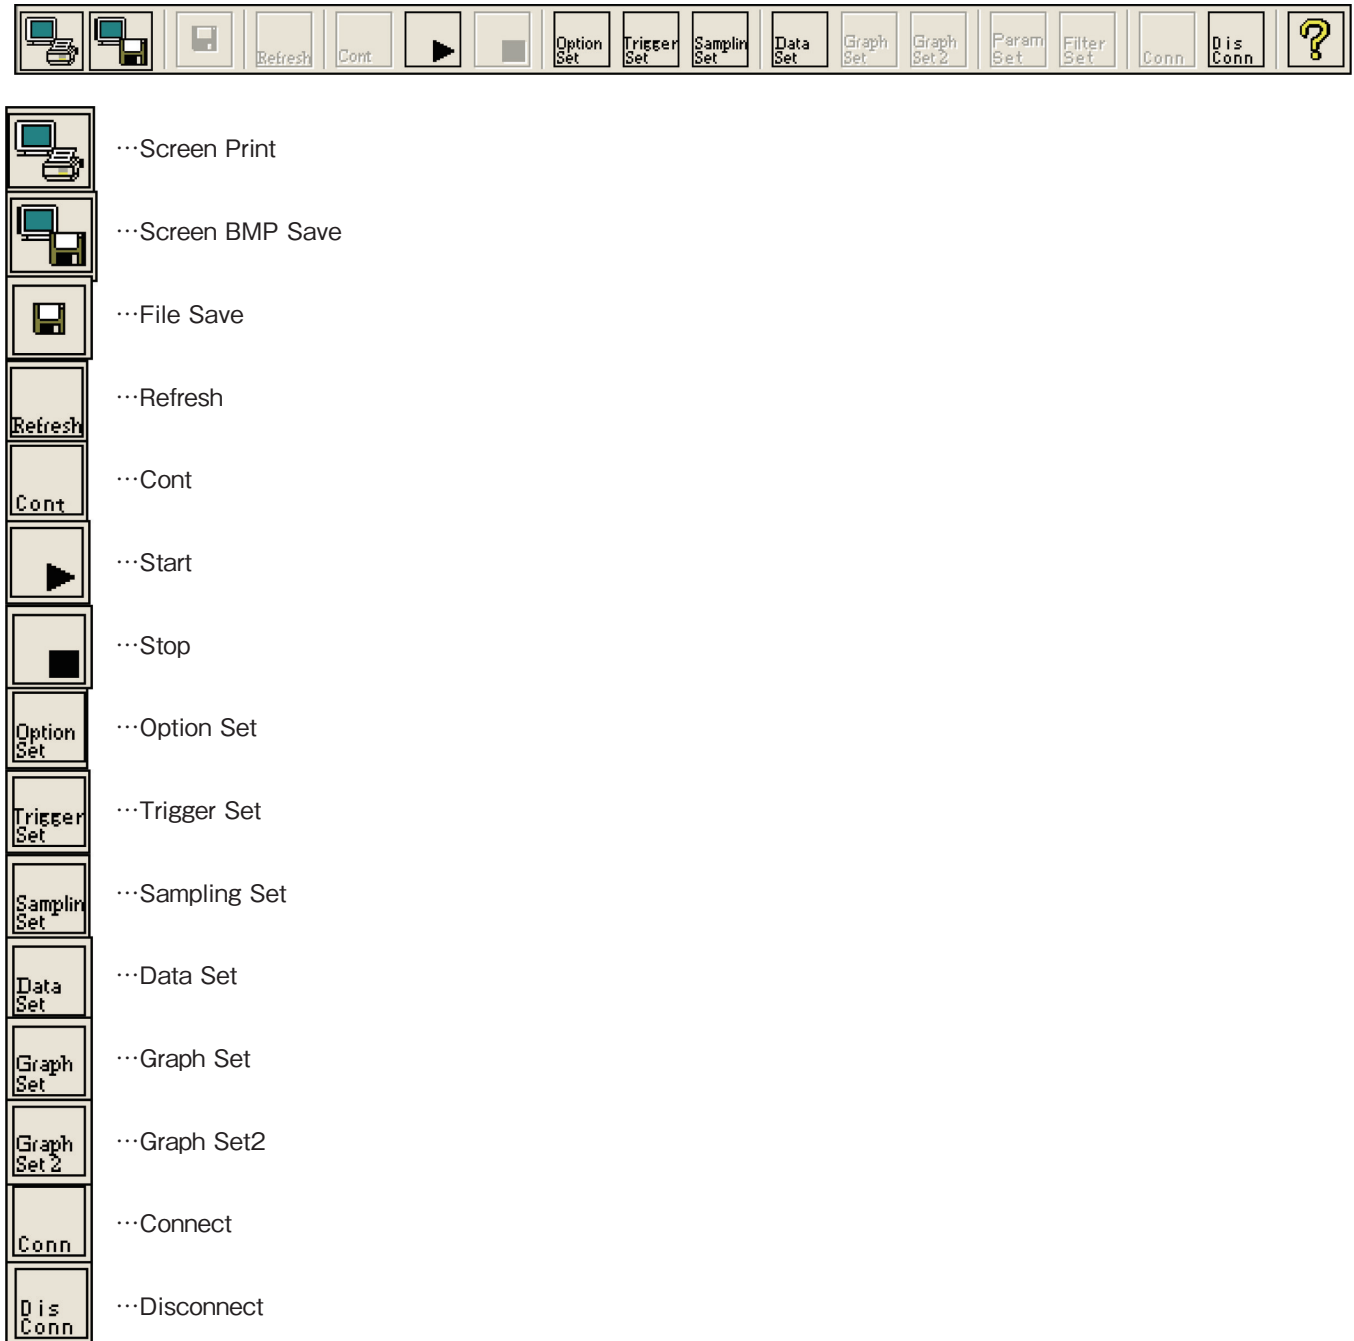 Refresh Cont Option Set Trigger Set Samplin Set Data Set Graph Set Graph Set 2 Param Set Filter Set Conn Dis Conn ?
…Screen Print
…Screen BMP Save
…File Save
Refresh …Refresh
Cont …Cont
…Start
…Stop
Option Set …Option Set
Trigger Set …Trigger Set
Samplin Set …Sampling Set
Data Set …Data Set
Graph Set …Graph Set
Graph Set 2 …Graph Set2
Conn …Connect
Dis Conn …Disconnect